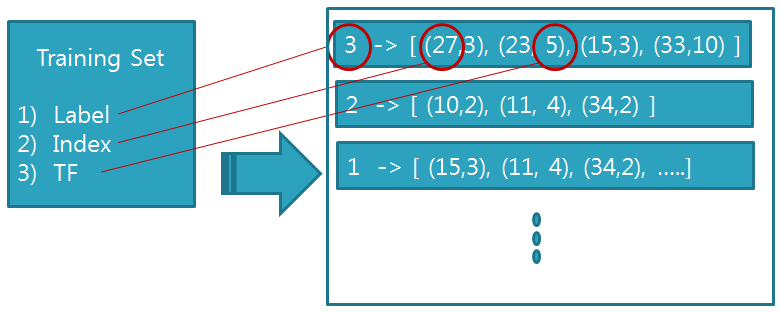 Training Set
1) Label
2) Index
3) TF
3 -> [ (27,3), (23, 5), (15,3), (33,10) ]
2 -> [ (10,2), (11, 4), (34,2) ]
1 -> [ (15,3), (11, 4), (34,2), .....]